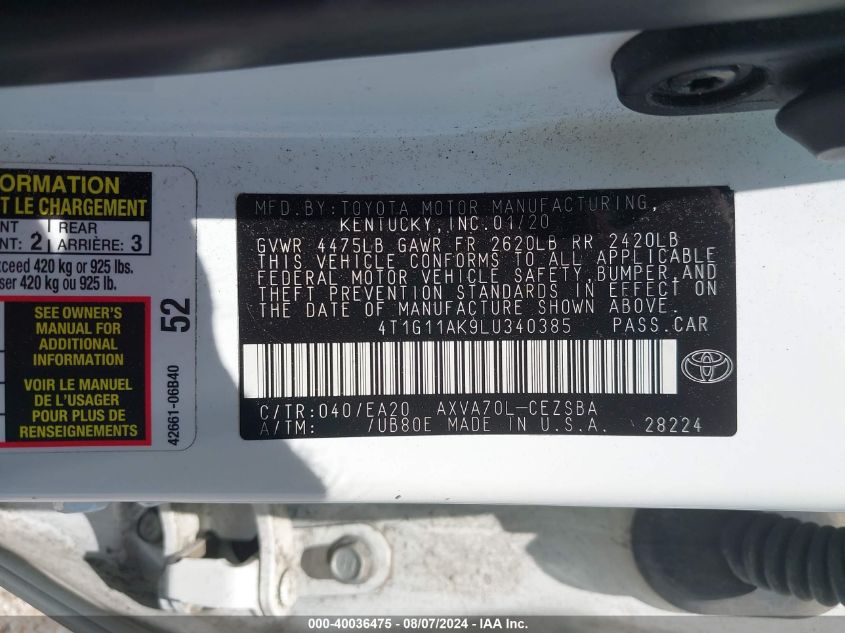 ORMATION
T LE CHARGEMENT
NT
REAR
NT: 2
ARRIÈRE: 3
xceed 420 kg or 925 lbs.
ser 420 kg ou 925 lb.
SEE OWNER'S
MANUAL FOR
ADDITIONAL
INFORMATION
VOIR LE MANUEL
DE L'USAGER
POUR PLUS DE
RENSEIGNEMENTS
52
42661-06B40
MFD.BY:TOYOTA MOTOR MANUFACTURING,
KENTUCKY,INC.01/20
GVWR 4475LB GAWR FR 2620LB RR 2420LB
THIS VEHICLE CONFORMS TO ALL APPLICABLE
FEDERAL MOTOR VEHICLE SAFETY,BUMPER,AND
THEFT PREVENTION STANDARDS IN EFFECT ON
THE DATE OF MANUFACTURE SHOWN ABOVE.
4T1G11AK9LU340385 PASS.CAR
C/TR:040/EA20 AXVA70L-CEZSBA
A/TM: /UB80E MADE IN U.S.A. 28224
000-40036475 - 08/07/2024 - IAA Inc.